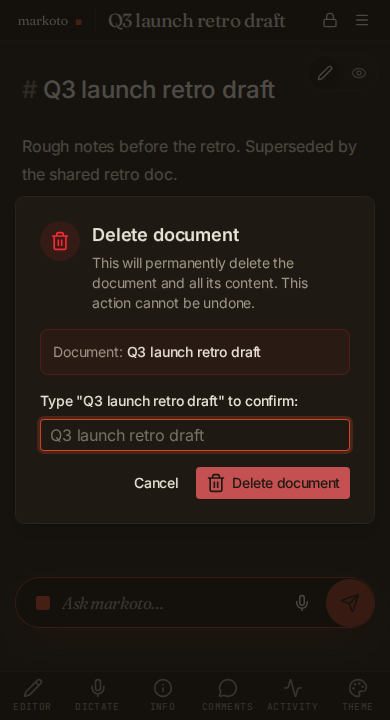 markoto
Q3 launch retro draft
# Q3 launch retro draft
Rough notes before the retro. Superseded by
the shared retro doc.
Delete document
This will permanently delete the
document and all its content. This
action cannot be undone.
Document: Q3 launch retro draft
Type "Q3 launch retro draft" to confirm:
Q3 launch retro draft
Cancel
Delete document
Ask markoto...
EDITOR DICTATE INFO COMMENTS ACTIVITY THEME